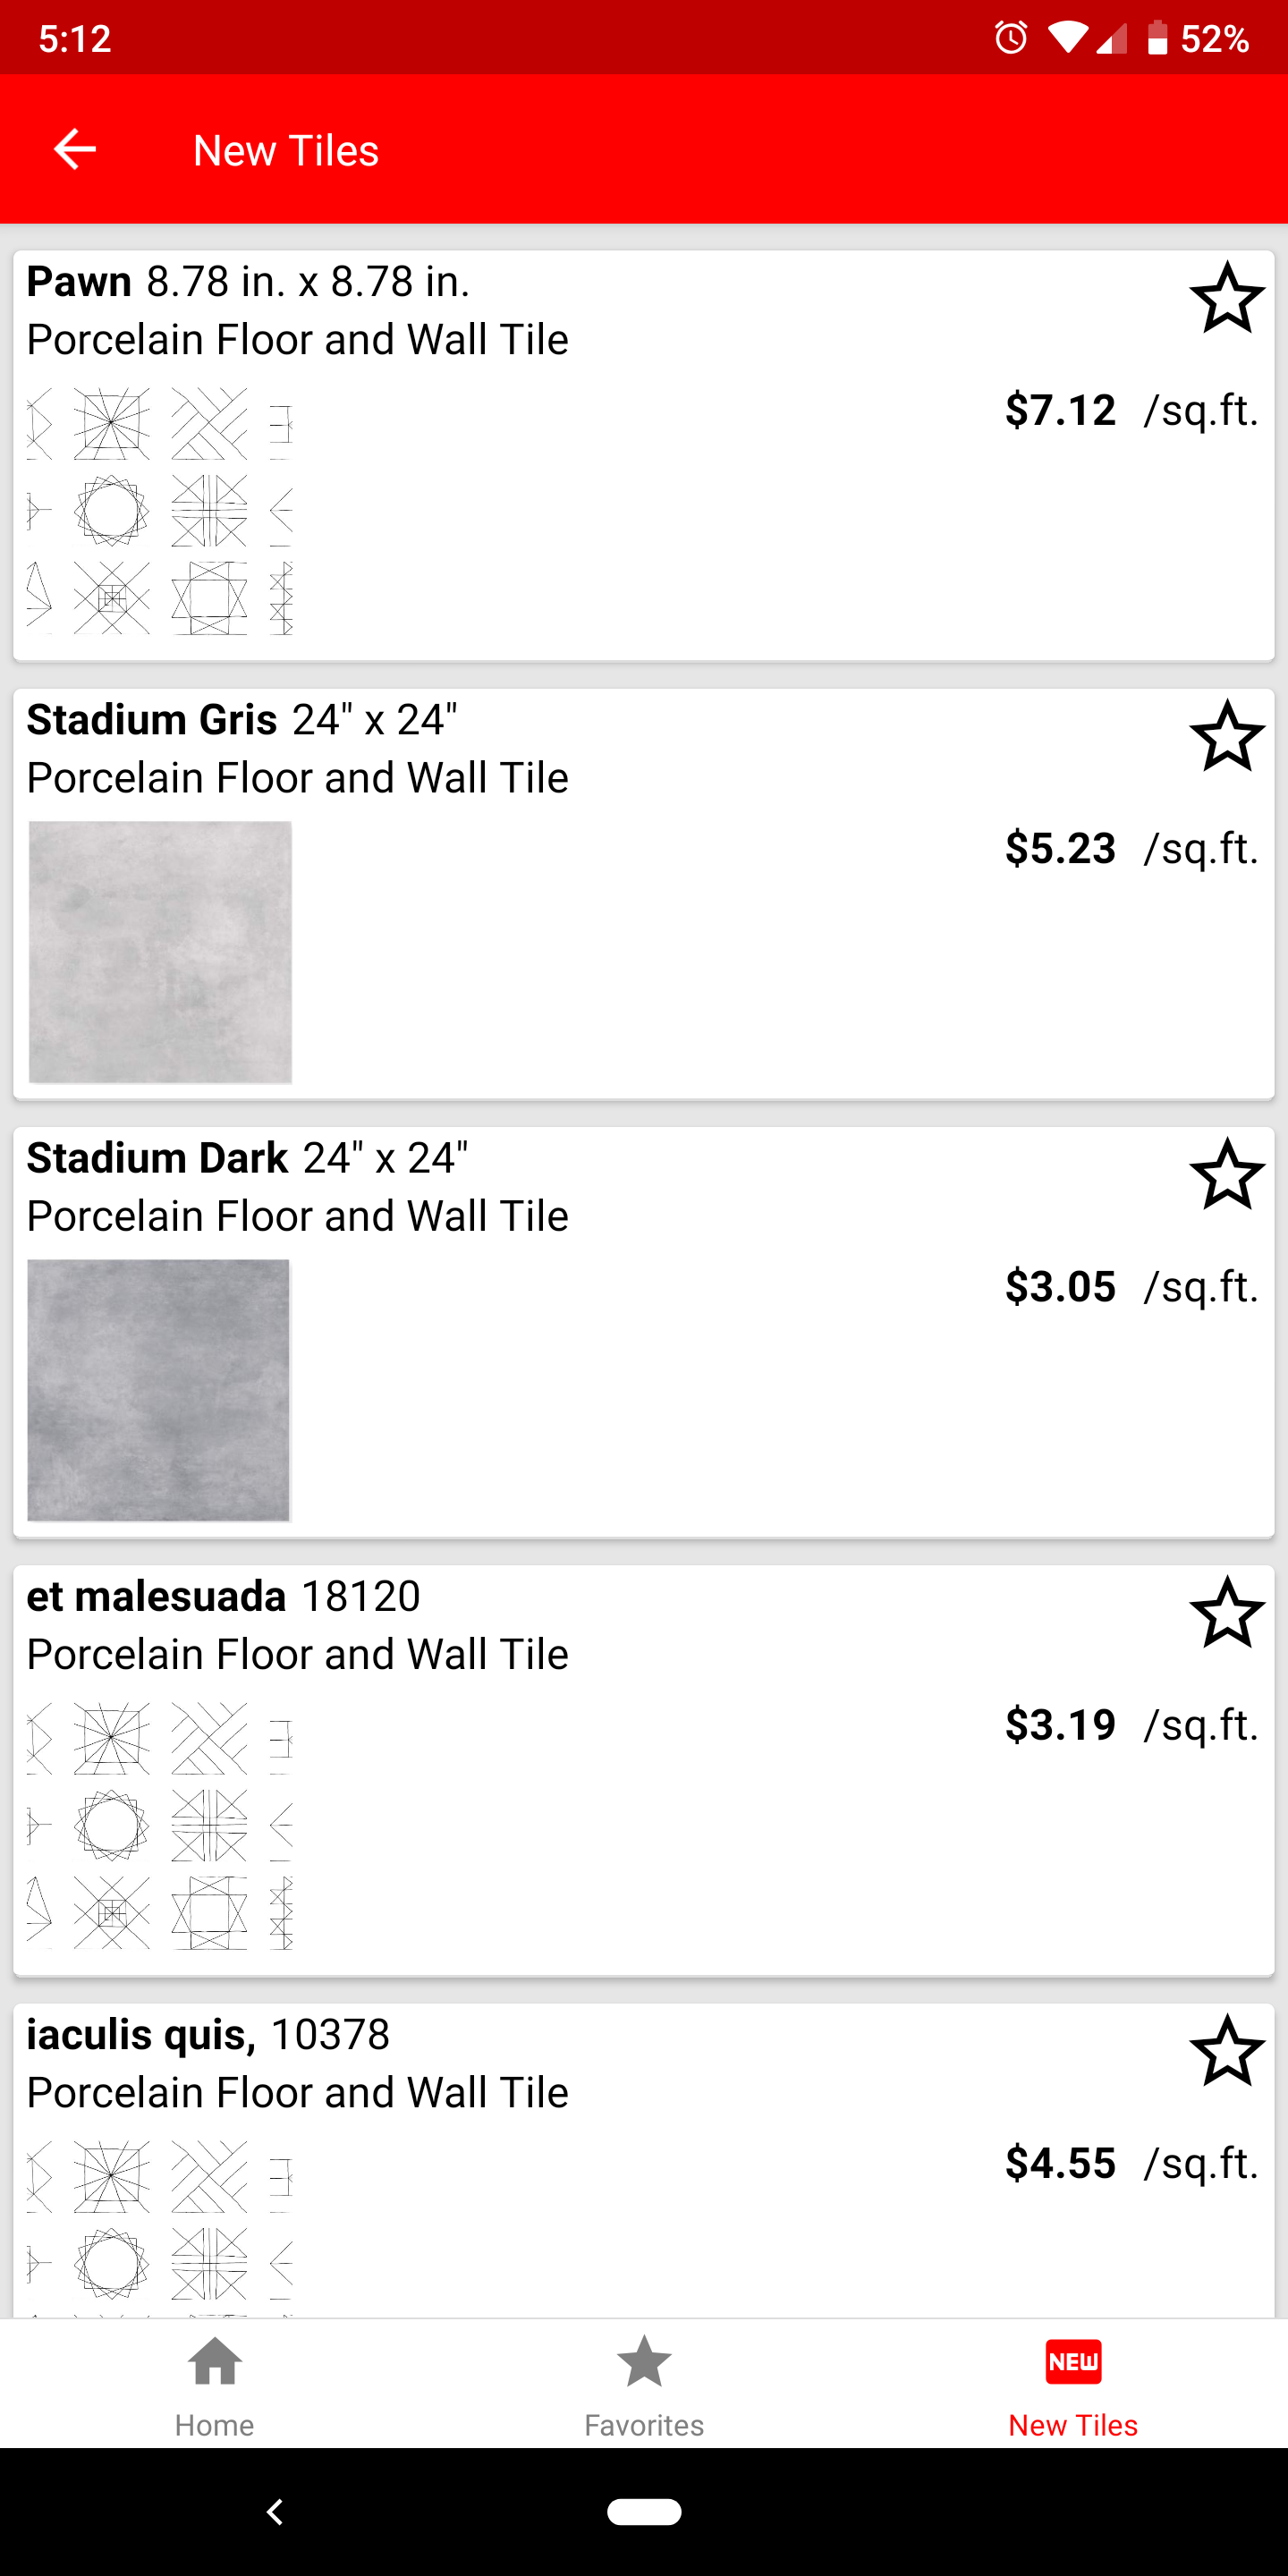 5:12 52%
New Tiles
Pawn 8.78 in. x 8.78 in.
Porcelain Floor and Wall Tile
$7.12 /sq.ft.
Stadium Gris 24" x 24"
Porcelain Floor and Wall Tile
$5.23 /sq.ft.
Stadium Dark 24" x 24"
Porcelain Floor and Wall Tile
$3.05 /sq.ft.
et malesuada 18120
Porcelain Floor and Wall Tile
$3.19 /sq.ft.
iaculis quis, 10378
Porcelain Floor and Wall Tile
$4.55 /sq.ft.
NEW
Home Favorites New Tiles